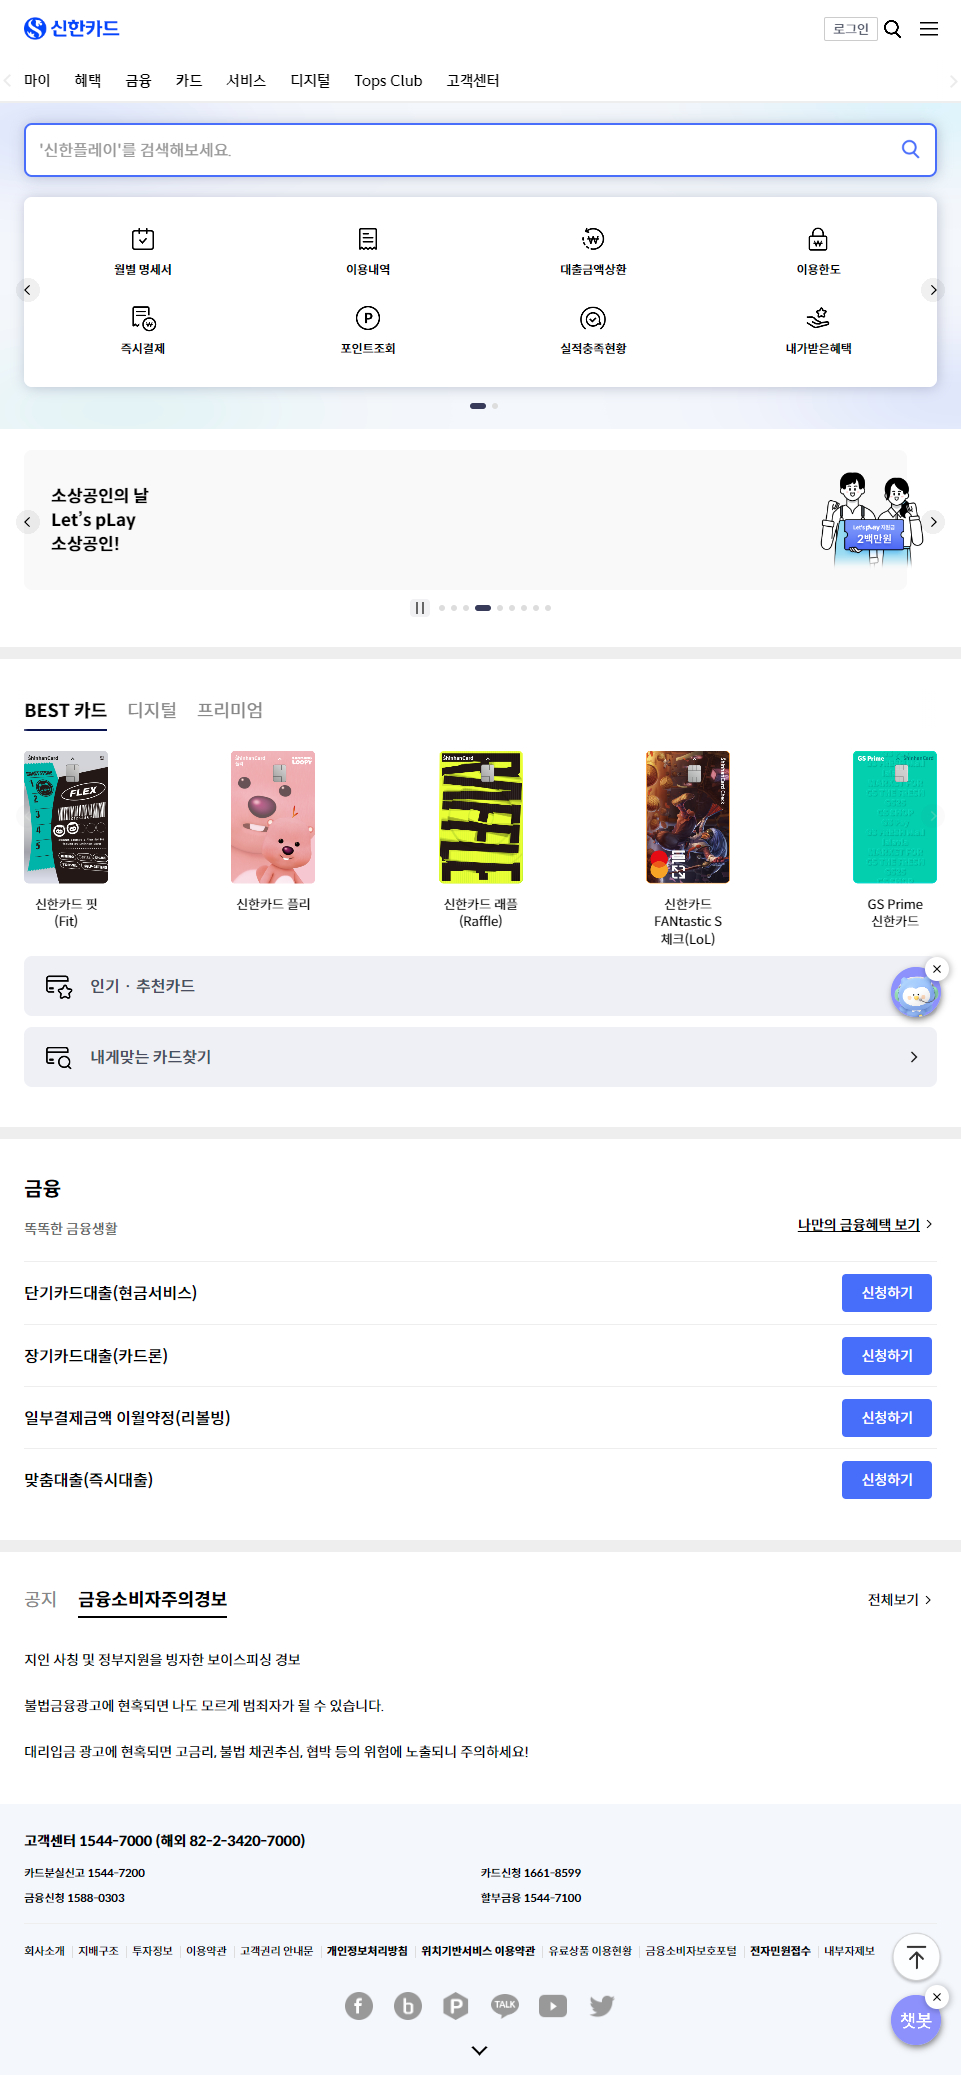 신한카드
로그인
마이 혜택 금융 카드 서비스 디지털 Tops Club 고객센터
'신한플레이'를 검색해보세요.
월별 명세서 이용내역 대출금액상환 이용한도
즉시결제 포인트조회 실적충족현황 내가받은혜택
소상공인의 날
Let's pLay
소상공인!
Let's pLay 지원금
2백만원
BEST 카드 디지털 프리미엄
ShinhanCard
FLEX
ShinhanCard
LOOPY
ShinhanCard
ShinhanCard Check
GS Prime ShinhanCard
신한카드 핏
(Fit)
신한카드 플리
신한카드 래플
(Raffle)
신한카드
FANtastic S
체크(LoL)
GS Prime
신한카드
인기 · 추천카드
내게맞는 카드찾기
금융
똑똑한 금융생활
나만의 금융혜택 보기
단기카드대출(현금서비스) 신청하기
장기카드대출(카드론) 신청하기
일부결제금액 이월약정(리볼빙) 신청하기
맞춤대출(즉시대출) 신청하기
공지 금융소비자주의경보 전체보기
지인 사칭 및 정부지원을 빙자한 보이스피싱 경보
불법금융광고에 현혹되면 나도 모르게 범죄자가 될 수 있습니다.
대리입금 광고에 현혹되면 고금리, 불법 채권추심, 협박 등의 위험에 노출되니 주의하세요!
고객센터 1544-7000 (해외 82-2-3420-7000)
카드분실신고 1544-7200 카드신청 1661-8599
금융신청 1588-0303 할부금융 1544-7100
회사소개 지배구조 투자정보 이용약관 고객권리 안내문 개인정보처리방침 위치기반서비스 이용약관 유료상품 이용현황 금융소비자보호포털 전자민원접수 내부자제보
TALK
챗봇